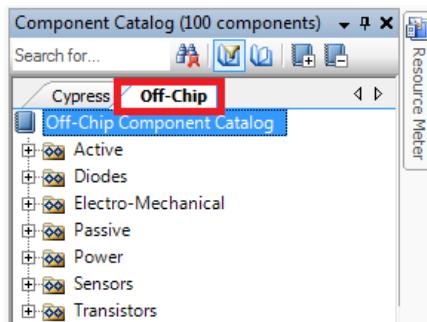 Component Catalog (100 components)
Search for...
Cypress Off-Chip
Off-Chip Component Catalog
Active
Diodes
Electro-Mechanical
Passive
Power
Sensors
Transistors
Resource Meter